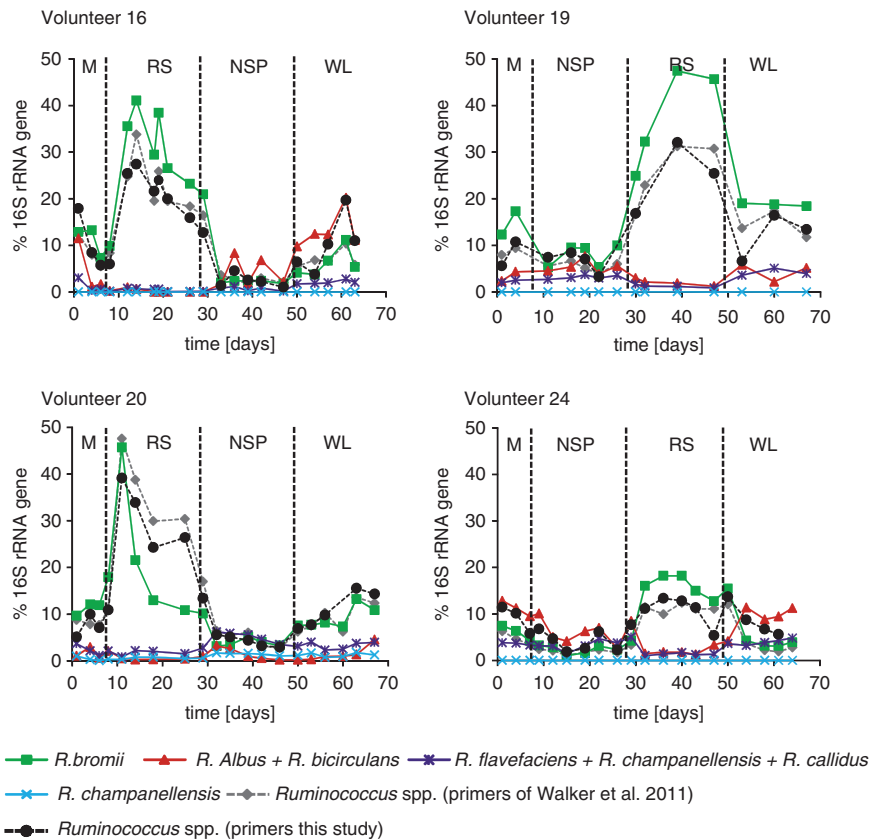 Volunteer 16
Volunteer 19
% 16S rRNA gene
50
40
30
20
10
0
M RS NSP WL
0 10 20 30 40 50 60 70
time [days]
% 16S rRNA gene
50
40
30
20
10
0
M NSP RS WL
0 10 20 30 40 50 60 70
time [days]
Volunteer 20
Volunteer 24
% 16S rRNA gene
50
40
30
20
10
0
M RS NSP WL
0 10 20 30 40 50 60 70
time [days]
% 16S rRNA gene
50
40
30
20
10
0
M NSP RS WL
0 10 20 30 40 50 60 70
time [days]
R.bromii R. Albus + R. bicirculans R. flavefaciens + R. champanellensis + R. callidus
R. champanellensis Ruminococcus spp. (primers of Walker et al. 2011)
Ruminococcus spp. (primers this study)